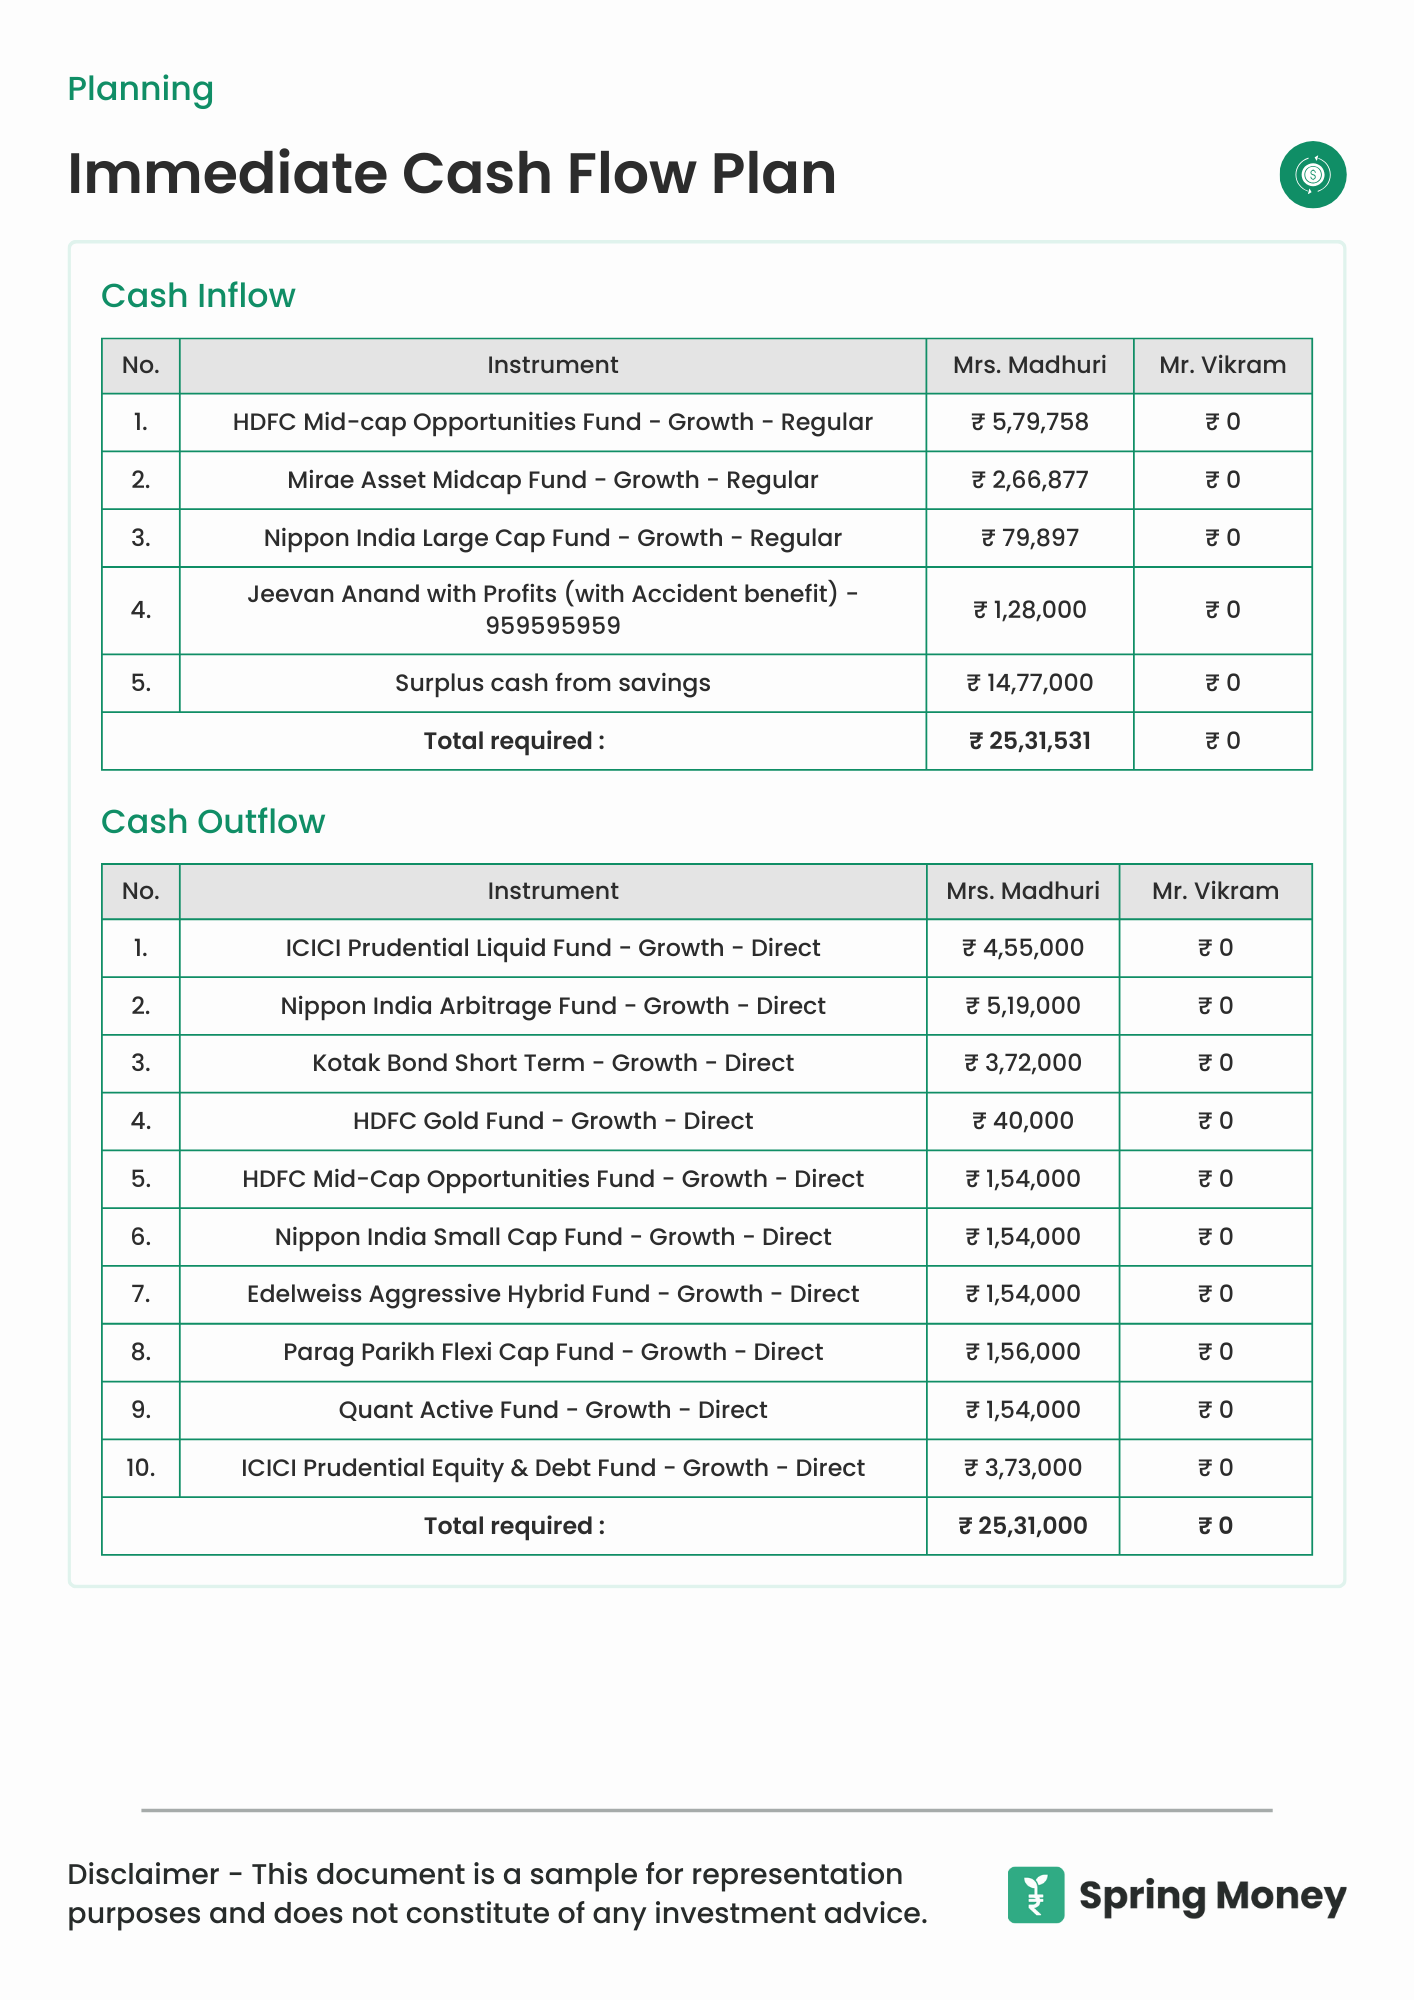 Planning
Immediate Cash Flow Plan
Cash Inflow
No. Instrument Mrs. Madhuri Mr. Vikram
1. HDFC Mid-cap Opportunities Fund - Growth - Regular ₹ 5,79,758 ₹ 0
2. Mirae Asset Midcap Fund - Growth - Regular ₹ 2,66,877 ₹ 0
3. Nippon India Large Cap Fund - Growth - Regular ₹ 79,897 ₹ 0
4. Jeevan Anand with Profits (with Accident benefit) -
959595959 ₹ 1,28,000 ₹ 0
5. Surplus cash from savings ₹ 14,77,000 ₹ 0
Total required : ₹ 25,31,531 ₹ 0
Cash Outflow
No. Instrument Mrs. Madhuri Mr. Vikram
1. ICICI Prudential Liquid Fund - Growth - Direct ₹ 4,55,000 ₹ 0
2. Nippon India Arbitrage Fund - Growth - Direct ₹ 5,19,000 ₹ 0
3. Kotak Bond Short Term - Growth - Direct ₹ 3,72,000 ₹ 0
4. HDFC Gold Fund - Growth - Direct ₹ 40,000 ₹ 0
5. HDFC Mid-Cap Opportunities Fund - Growth - Direct ₹ 1,54,000 ₹ 0
6. Nippon India Small Cap Fund - Growth - Direct ₹ 1,54,000 ₹ 0
7. Edelweiss Aggressive Hybrid Fund - Growth - Direct ₹ 1,54,000 ₹ 0
8. Parag Parikh Flexi Cap Fund - Growth - Direct ₹ 1,56,000 ₹ 0
9. Quant Active Fund - Growth - Direct ₹ 1,54,000 ₹ 0
10. ICICI Prudential Equity & Debt Fund - Growth - Direct ₹ 3,73,000 ₹ 0
Total required : ₹ 25,31,000 ₹ 0
Disclaimer - This document is a sample for representation
purposes and does not constitute of any investment advice.
Spring Money